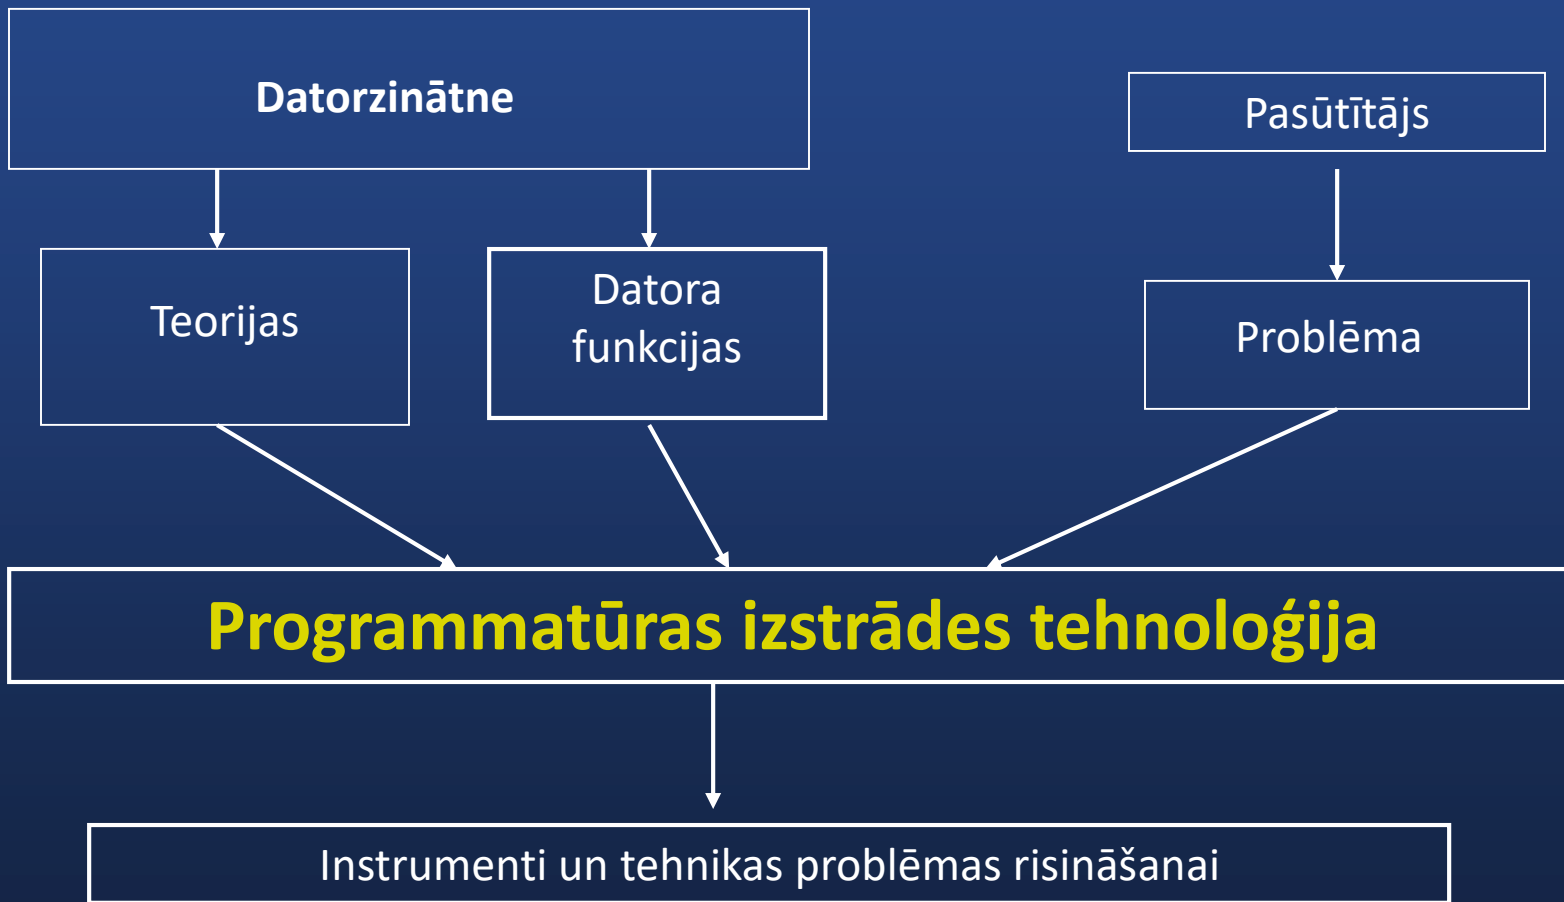 Datorzinātne
Pasūtītājs
Teorijas
Datora
funkcijas
Problēma
Programmatūras izstrādes tehnoloģija
Instrumenti un tehnikas problēmas risināšanai